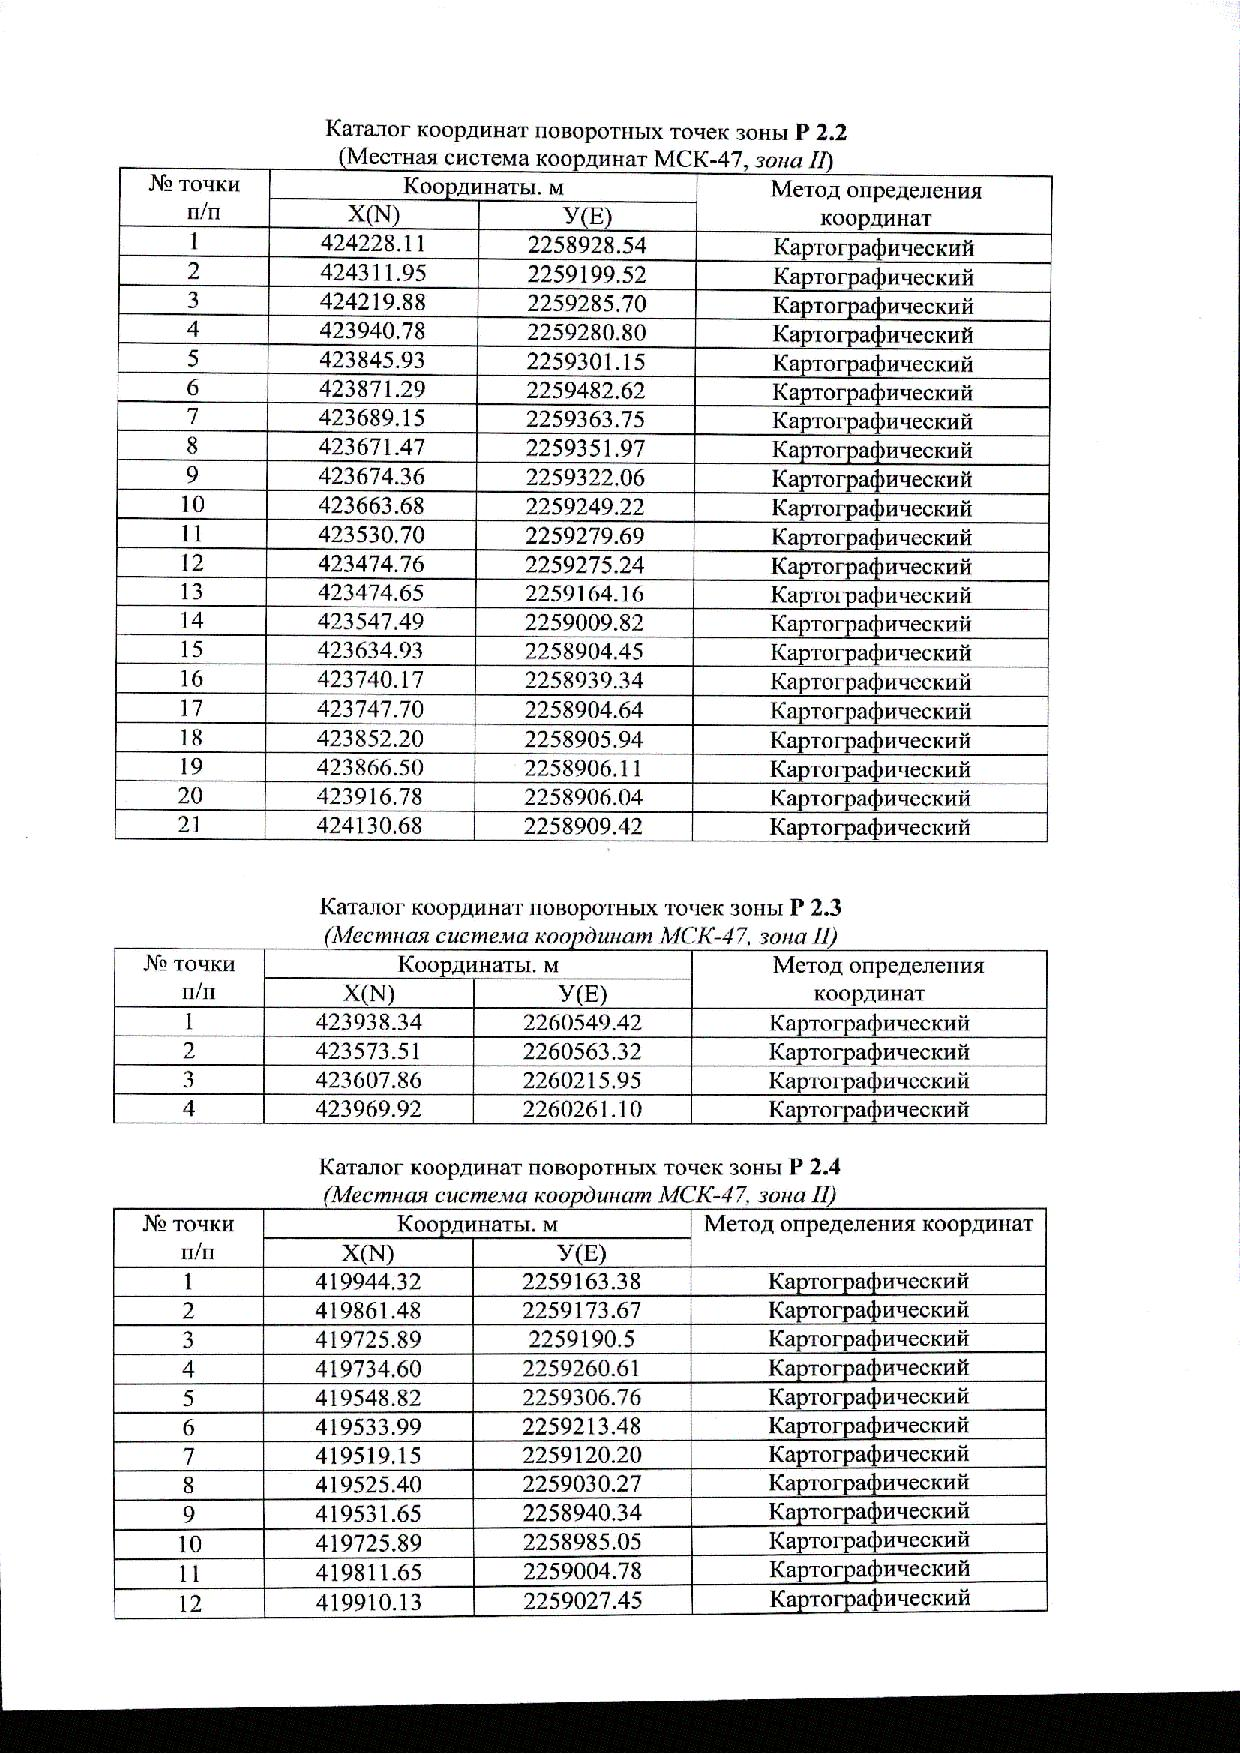 Каталог координат поворотных точек зоны Р 2.2
(Местная система координат МСК-47, зона II)
№ точки п/п Координаты. м Метод определения координат
X(N) У(E)
1 424228.11 2258928.54 Картографический
2 424311.95 2259199.52 Картографический
3 424219.88 2259285.70 Картографический
4 423940.78 2259280.80 Картографический
5 423845.93 2259301.15 Картографический
6 423871.29 2259482.62 Картографический
7 423689.15 2259363.75 Картографический
8 423671.47 2259351.97 Картографический
9 423674.36 2259322.06 Картографический
10 423663.68 2259249.22 Картографический
11 423530.70 2259279.69 Картографический
12 423474.76 2259275.24 Картографический
13 423474.65 2259164.16 Картографический
14 423547.49 2259009.82 Картографический
15 423634.93 2258904.45 Картографический
16 423740.17 2258939.34 Картографический
17 423747.70 2258904.64 Картографический
18 423852.20 2258905.94 Картографический
19 423866.50 2258906.11 Картографический
20 423916.78 2258906.04 Картографический
21 424130.68 2258909.42 Картографический
Каталог координат поворотных точек зоны Р 2.3
(Местная система координат МСК-47, зона II)
№ точки п/п Координаты. м Метод определения координат
X(N) У(E)
1 423938.34 2260549.42 Картографический
2 423573.51 2260563.32 Картографический
3 423607.86 2260215.95 Картографический
4 423969.92 2260261.10 Картографический
Каталог координат поворотных точек зоны Р 2.4
(Местная система координат МСК-47, зона II)
№ точки п/п Координаты. м Метод определения координат
X(N) У(E)
1 419944.32 2259163.38 Картографический
2 419861.48 2259173.67 Картографический
3 419725.89 2259190.5 Картографический
4 419734.60 2259260.61 Картографический
5 419548.82 2259306.76 Картографический
6 419533.99 2259213.48 Картографический
7 419519.15 2259120.20 Картографический
8 419525.40 2259030.27 Картографический
9 419531.65 2258940.34 Картографический
10 419725.89 2258985.05 Картографический
11 419811.65 2259004.78 Картографический
12 419910.13 2259027.45 Картографический